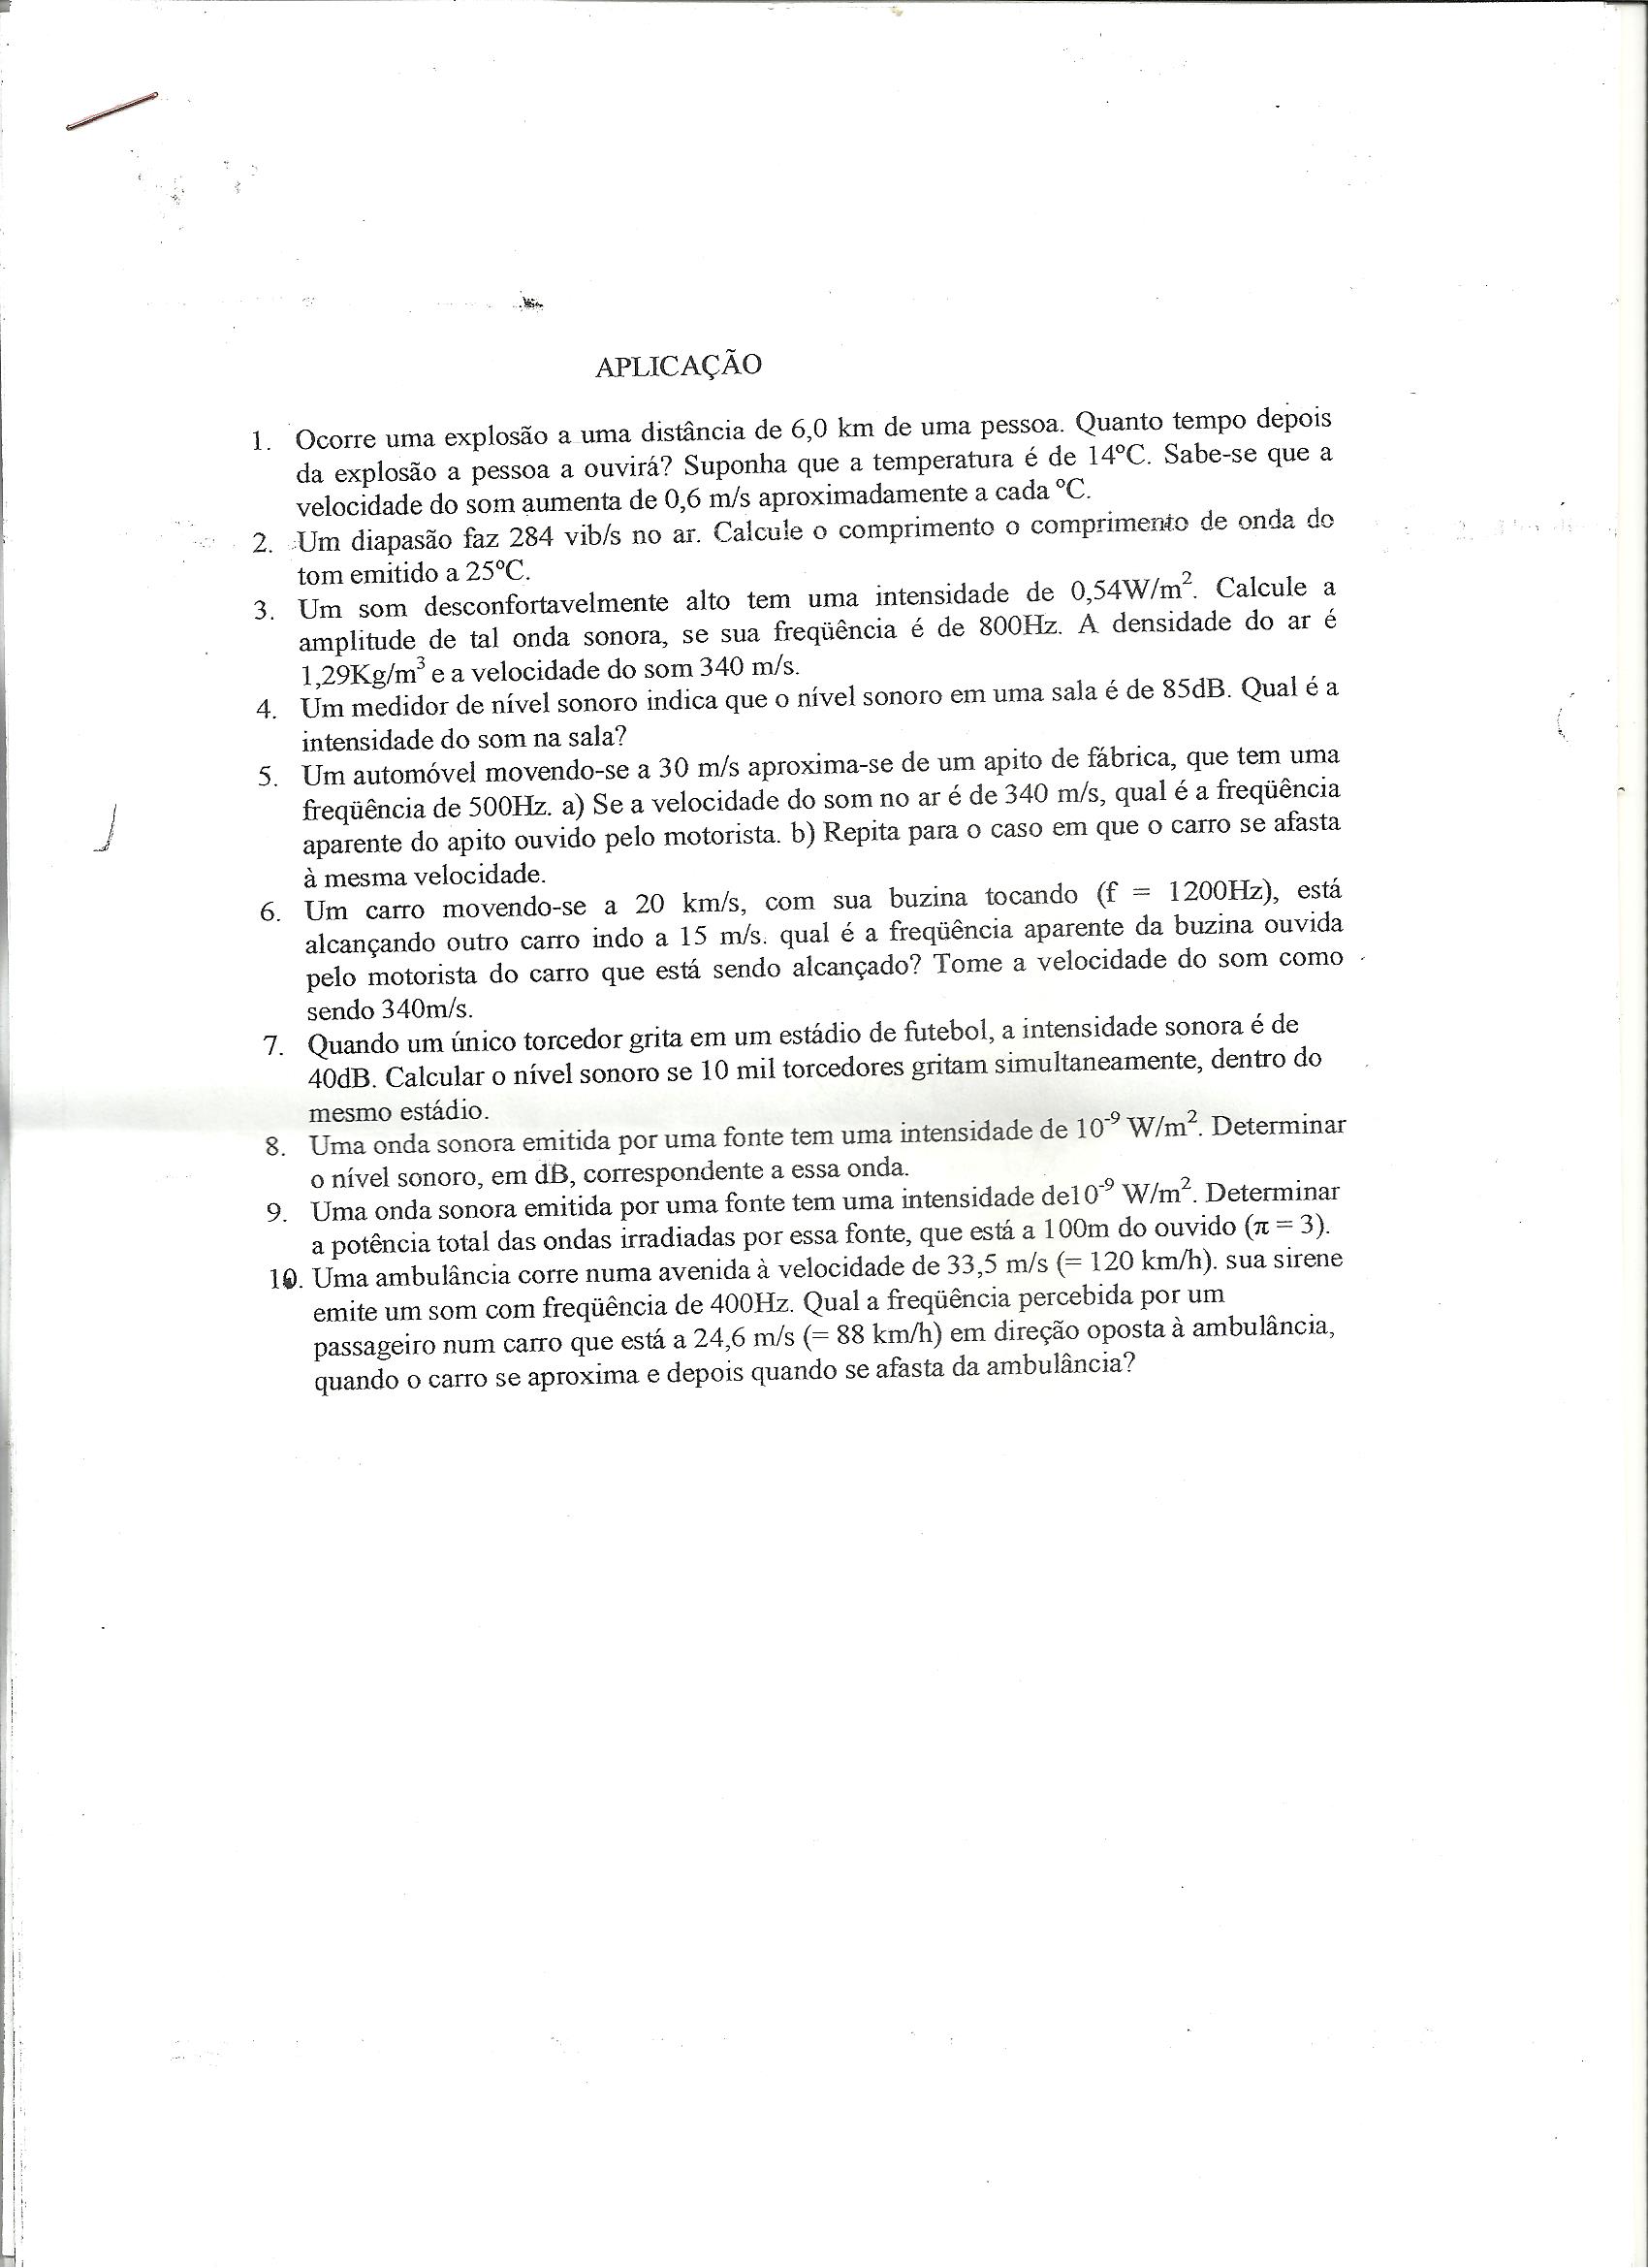 APLICAÇÃO
1. Ocorre uma explosão a uma distância de 6,0 km de uma pessoa. Quanto tempo depois
da explosão a pessoa a ouvirá? Suponha que a temperatura é de 14ºC. Sabe-se que a
velocidade do som aumenta de 0,6 m/s aproximadamente a cada ºC.
2. Um diapasão faz 284 vib/s no ar. Calcule o comprimento o comprimento de onda do
tom emitido a 25ºC.
3. Um som desconfortavelmente alto tem uma intensidade de 0,54W/m². Calcule a
amplitude de tal onda sonora, se sua freqüência é de 800Hz. A densidade do ar é
1,29Kg/m³ e a velocidade do som 340 m/s.
4. Um medidor de nível sonoro indica que o nível sonoro em uma sala é de 85dB. Qual é a
intensidade do som na sala?
5. Um automóvel movendo-se a 30 m/s aproxima-se de um apito de fábrica, que tem uma
freqüência de 500Hz. a) Se a velocidade do som no ar é de 340 m/s, qual é a freqüência
aparente do apito ouvido pelo motorista. b) Repita para o caso em que o carro se afasta
à mesma velocidade.
6. Um carro movendo-se a 20 km/s, com sua buzina tocando (f = 1200Hz), está
alcançando outro carro indo a 15 m/s. qual é a freqüência aparente da buzina ouvida
pelo motorista do carro que está sendo alcançado? Tome a velocidade do som como
sendo 340m/s.
7. Quando um único torcedor grita em um estádio de futebol, a intensidade sonora é de
40dB. Calcular o nível sonoro se 10 mil torcedores gritam simultaneamente, dentro do
mesmo estádio.
8. Uma onda sonora emitida por uma fonte tem uma intensidade de 10⁻⁹ W/m². Determinar
o nível sonoro, em dB, correspondente a essa onda.
9. Uma onda sonora emitida por uma fonte tem uma intensidade de10⁻⁹ W/m². Determinar
a potência total das ondas irradiadas por essa fonte, que está a 100m do ouvido (π = 3).
10. Uma ambulância corre numa avenida à velocidade de 33,5 m/s (= 120 km/h). sua sirene
emite um som com freqüência de 400Hz. Qual a freqüência percebida por um
passageiro num carro que está a 24,6 m/s (= 88 km/h) em direção oposta à ambulância,
quando o carro se aproxima e depois quando se afasta da ambulância?